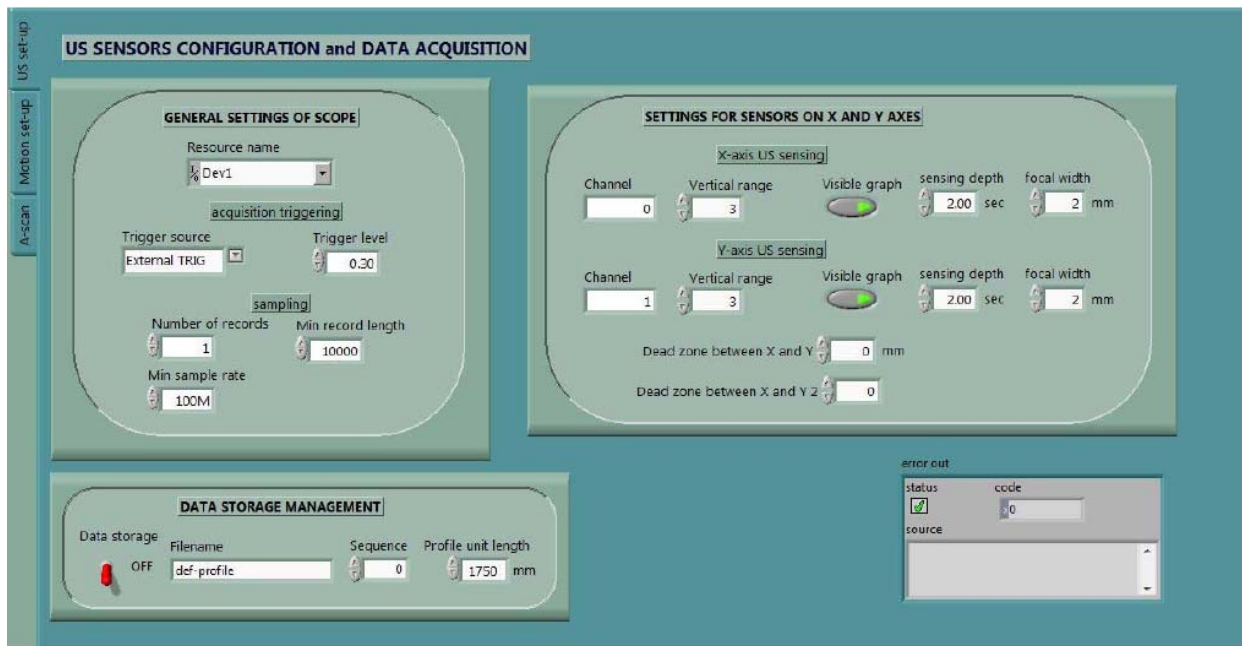 US set-up
Motion set-up
A-scan
US SENSORS CONFIGURATION and DATA ACQUISITION
GENERAL SETTINGS OF SCOPE
Resource name
Dev1
acquisition triggering
Trigger source Trigger level
External TRIG 0.30
sampling
Number of records Min record length
1 10000
Min sample rate
100M
SETTINGS FOR SENSORS ON X AND Y AXES
X-axis US sensing
Channel Vertical range Visible graph sensing depth focal width
0 3 2.00 sec 2 mm
Y-axis US sensing
Channel Vertical range Visible graph sensing depth focal width
1 3 2.00 sec 2 mm
Dead zone between X and Y 0 mm
Dead zone between X and Y 2 0
DATA STORAGE MANAGEMENT
Data storage Filename Sequence Profile unit length
OFF def-profile 0 1750 mm
error out
status code
0
source